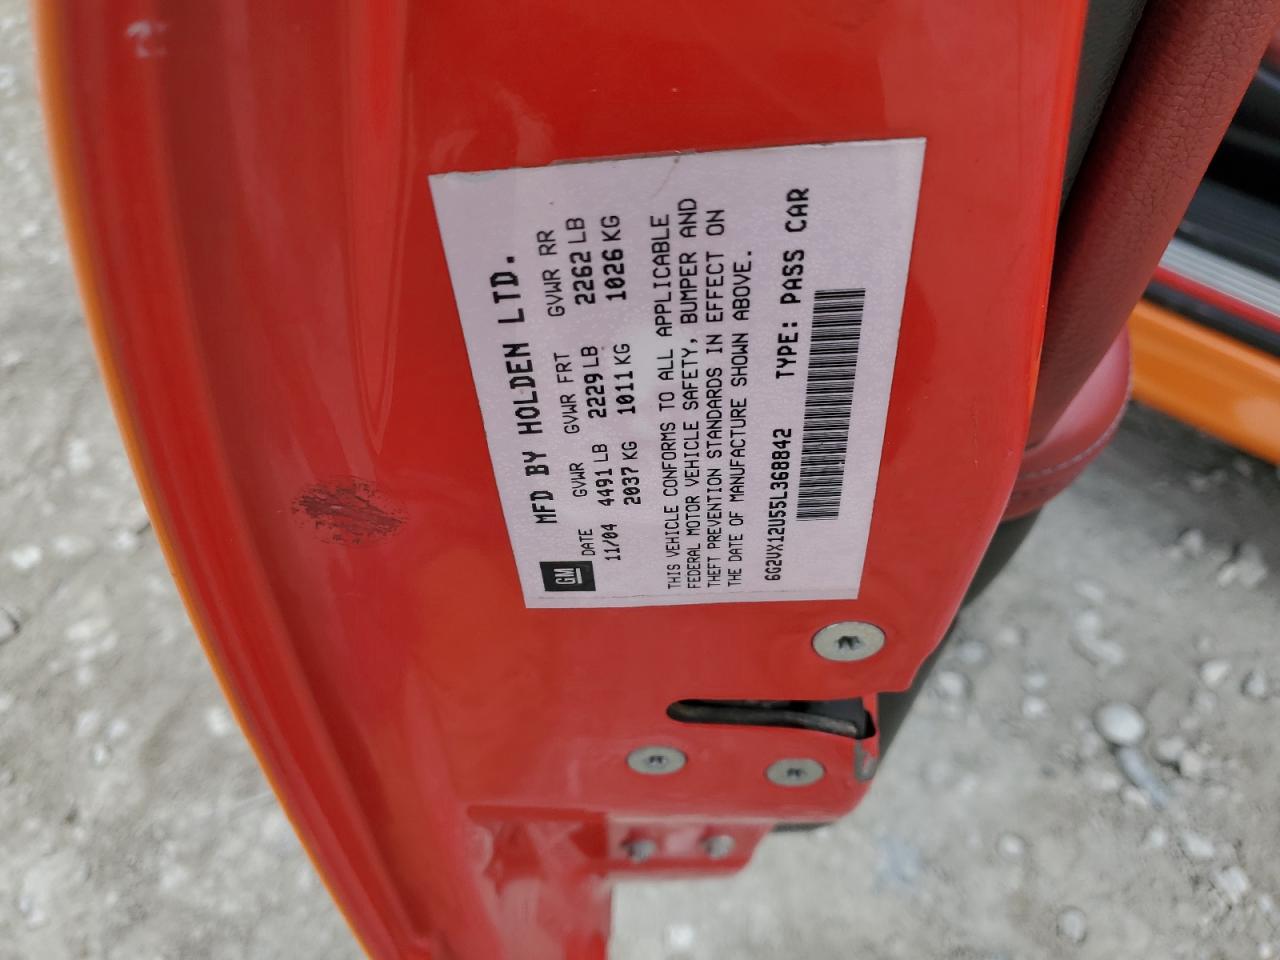 GM MFD BY HOLDEN LTD.
DATE GVWR GVWR FRT GVWR RR
11/04 4491 LB 2229 LB 2262 LB
2037 KG 1011 KG 1026 KG
THIS VEHICLE CONFORMS TO ALL APPLICABLE
FEDERAL MOTOR VEHICLE SAFETY, BUMPER AND
THEFT PREVENTION STANDARDS IN EFFECT ON
THE DATE OF MANUFACTURE SHOWN ABOVE.
6G2VX12U55L368842 TYPE: PASS CAR